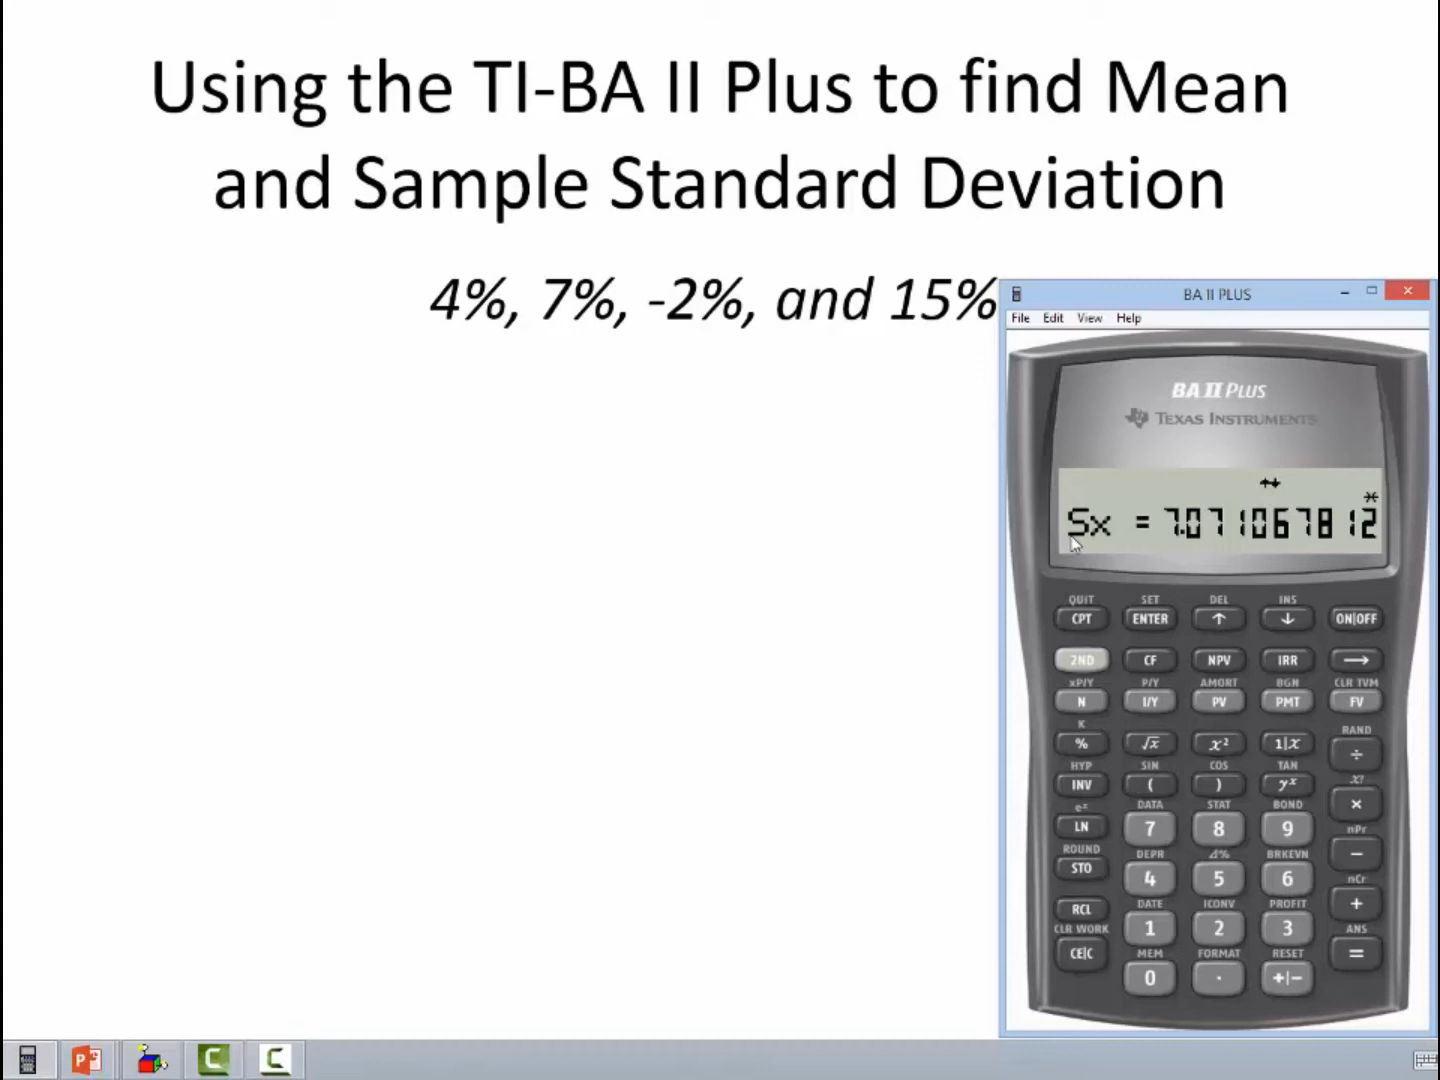 Using the TI-BA II Plus to find Mean
and Sample Standard Deviation
4%, 7%, -2%, and 15%
BA II PLUS
File Edit View Help
BA II PLUS
TEXAS INSTRUMENTS
Sx = 7.071067812
QUIT SET DEL INS
CPT ENTER ↑ ↓ ON|OFF
2ND CF NPV IRR →
xP/Y P/Y AMORT BGN CLR TVM
N I/Y PV PMT FV
K RAND
% √x x² 1|x ÷
HYP SIN COS TAN x!
INV ( ) yˣ ×
eˣ DATA STAT BOND nPr
LN 7 8 9 −
ROUND DEPR Δ% BRKEVN nCr
STO 4 5 6 +
DATE ICONV PROFIT ANS
RCL 1 2 3 =
CLR WORK MEM FORMAT RESET
CE|C 0 . +|−